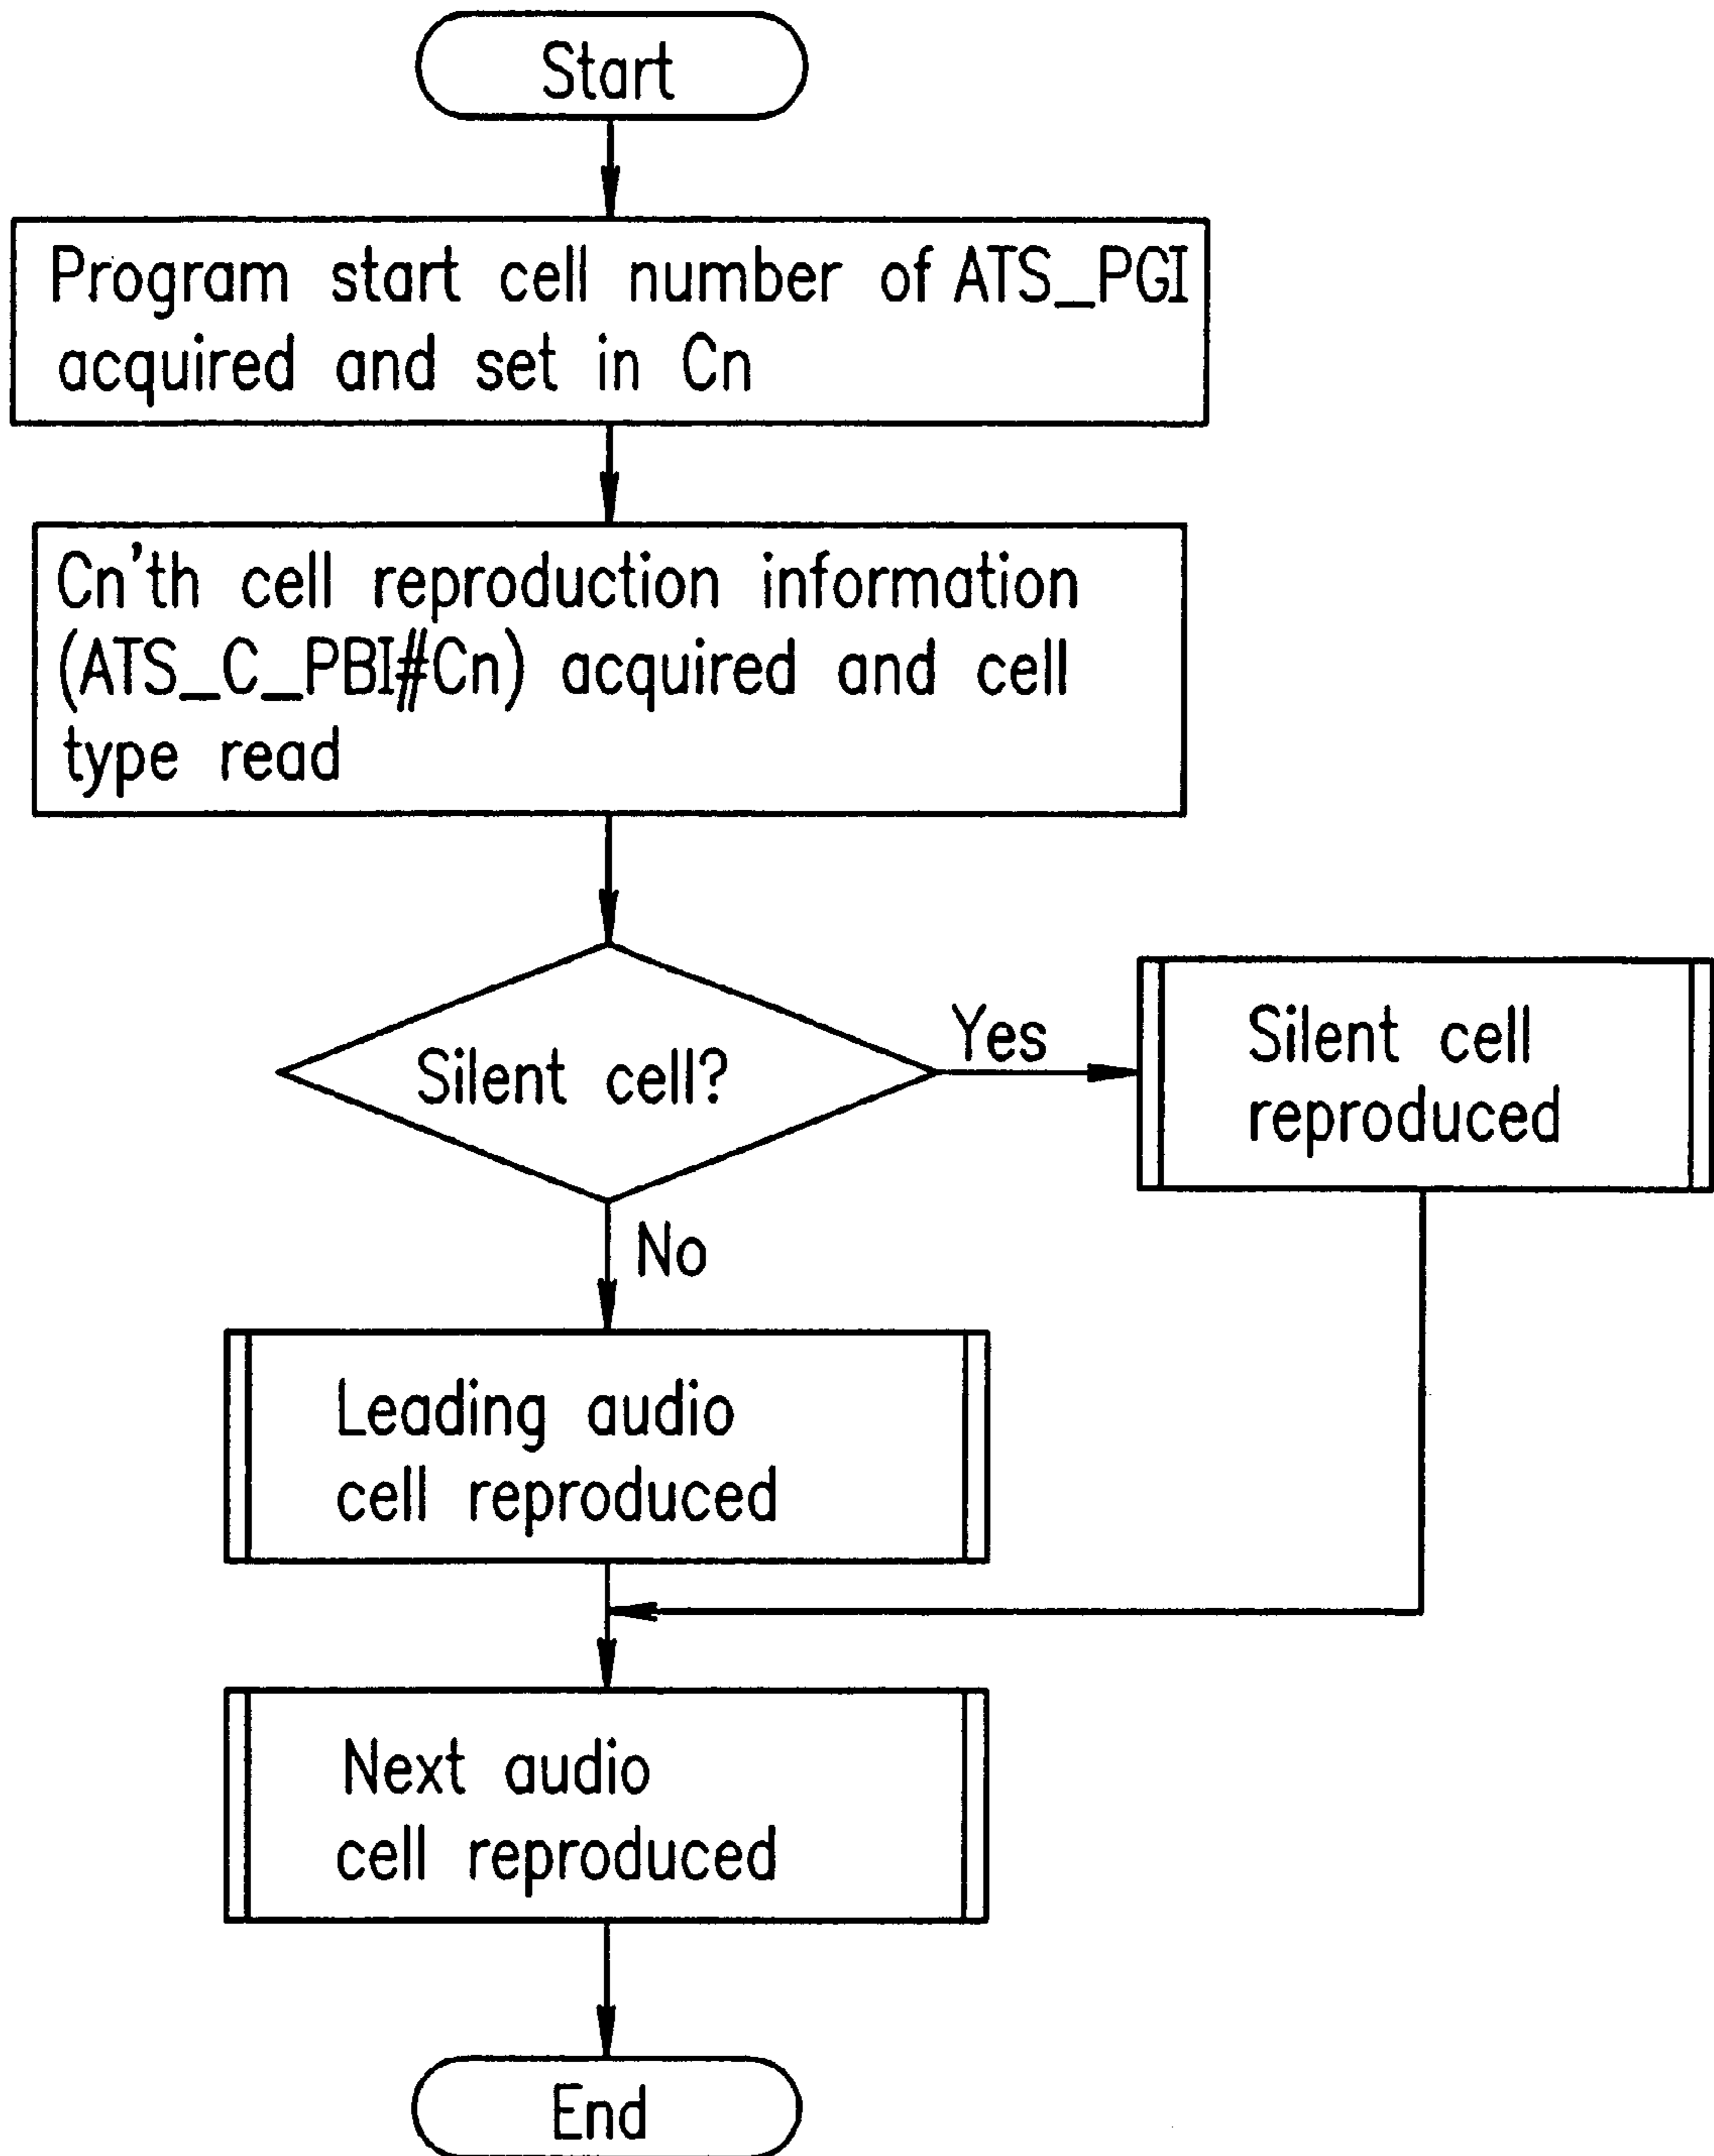 Start
Program start cell number of ATS_PGI
acquired and set in Cn
Cn'th cell reproduction information
(ATS_C_PBI#Cn) acquired and cell
type read
Silent cell?
Yes
Silent cell
reproduced
No
Leading audio
cell reproduced
Next audio
cell reproduced
End